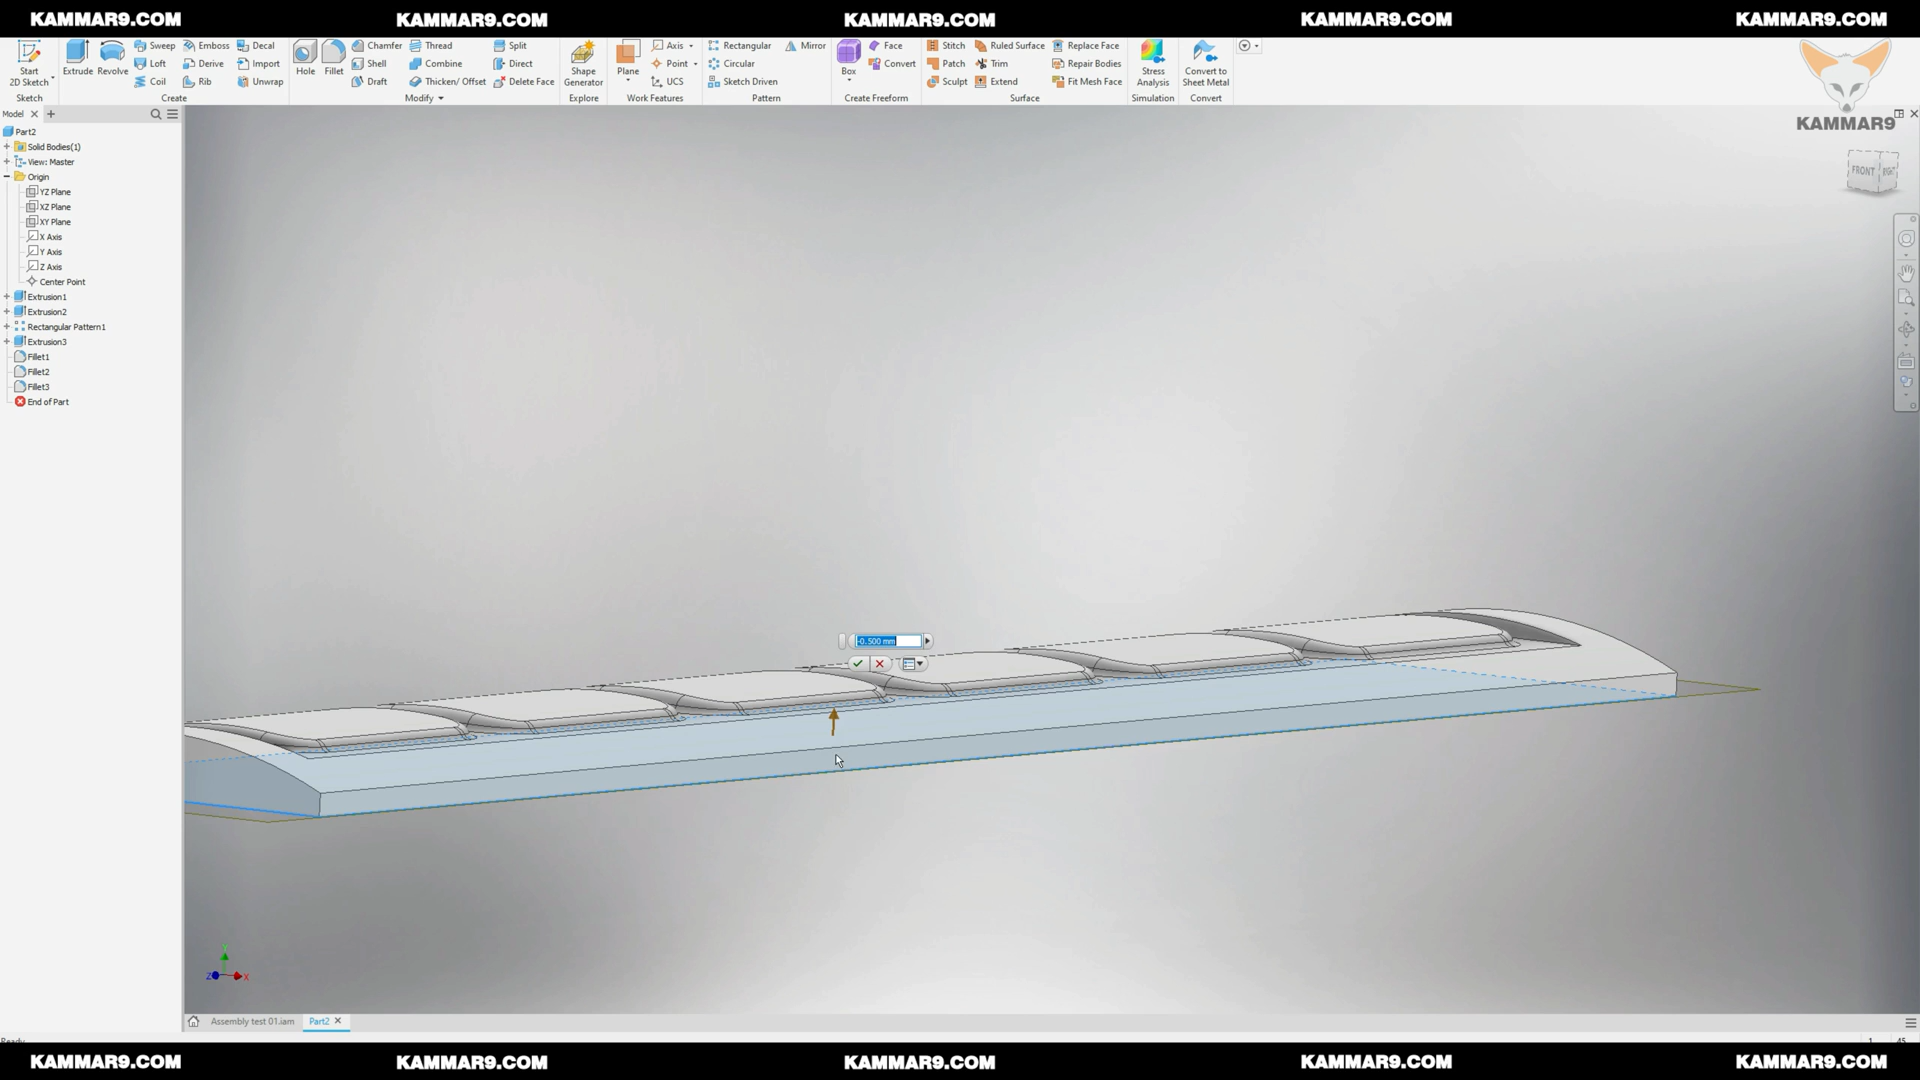 KAMMAR9.COM KAMMAR9.COM KAMMAR9.COM KAMMAR9.COM KAMMAR9.COM
Start 2D Sketch Extrude Revolve Sweep Emboss Decal Hole Fillet Chamfer Thread Split Shape Generator Plane Axis Rectangular Mirror Box Face Stitch Ruled Surface Replace Face Stress Analysis Convert to Sheet Metal
Loft Derive Import Shell Combine Direct Point Circular Convert Patch Trim Repair Bodies
Coil Rib Unwrap Draft Thicken/ Offset Delete Face UCS Sketch Driven Sculpt Extend Fit Mesh Face
Sketch Create Modify Explore Work Features Pattern Create Freeform Surface Simulation Convert
KAMMAR9
Model
Part2
Solid Bodies(1)
View: Master
Origin
YZ Plane
XZ Plane
XY Plane
X Axis
Y Axis
Z Axis
Center Point
Extrusion1
Extrusion2
Rectangular Pattern1
Extrusion3
Fillet1
Fillet2
Fillet3
End of Part
FRONT RIGHT
-0.500 mm
Y
Z X
Assembly test 01.iam Part2
Ready
1 45
KAMMAR9.COM KAMMAR9.COM KAMMAR9.COM KAMMAR9.COM KAMMAR9.COM